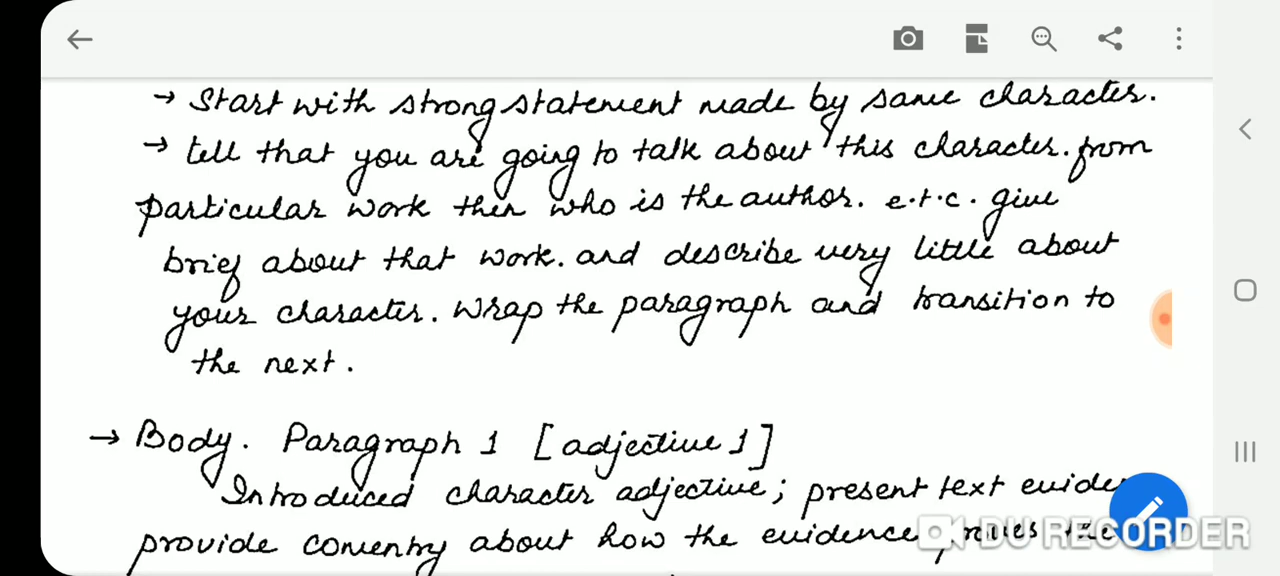 → Start with strong statement made by same character.
→ tell that you are going to talk about this character. from
particular work then who is the author. e.t.c. give
brief about that work. and describe very little about
your character. Wrap the paragraph and transition to
the next.
→ Body. Paragraph 1 [adjective 1]
Introduced character adjective; present text
provide comentry about how the evidence
DU RECORDER